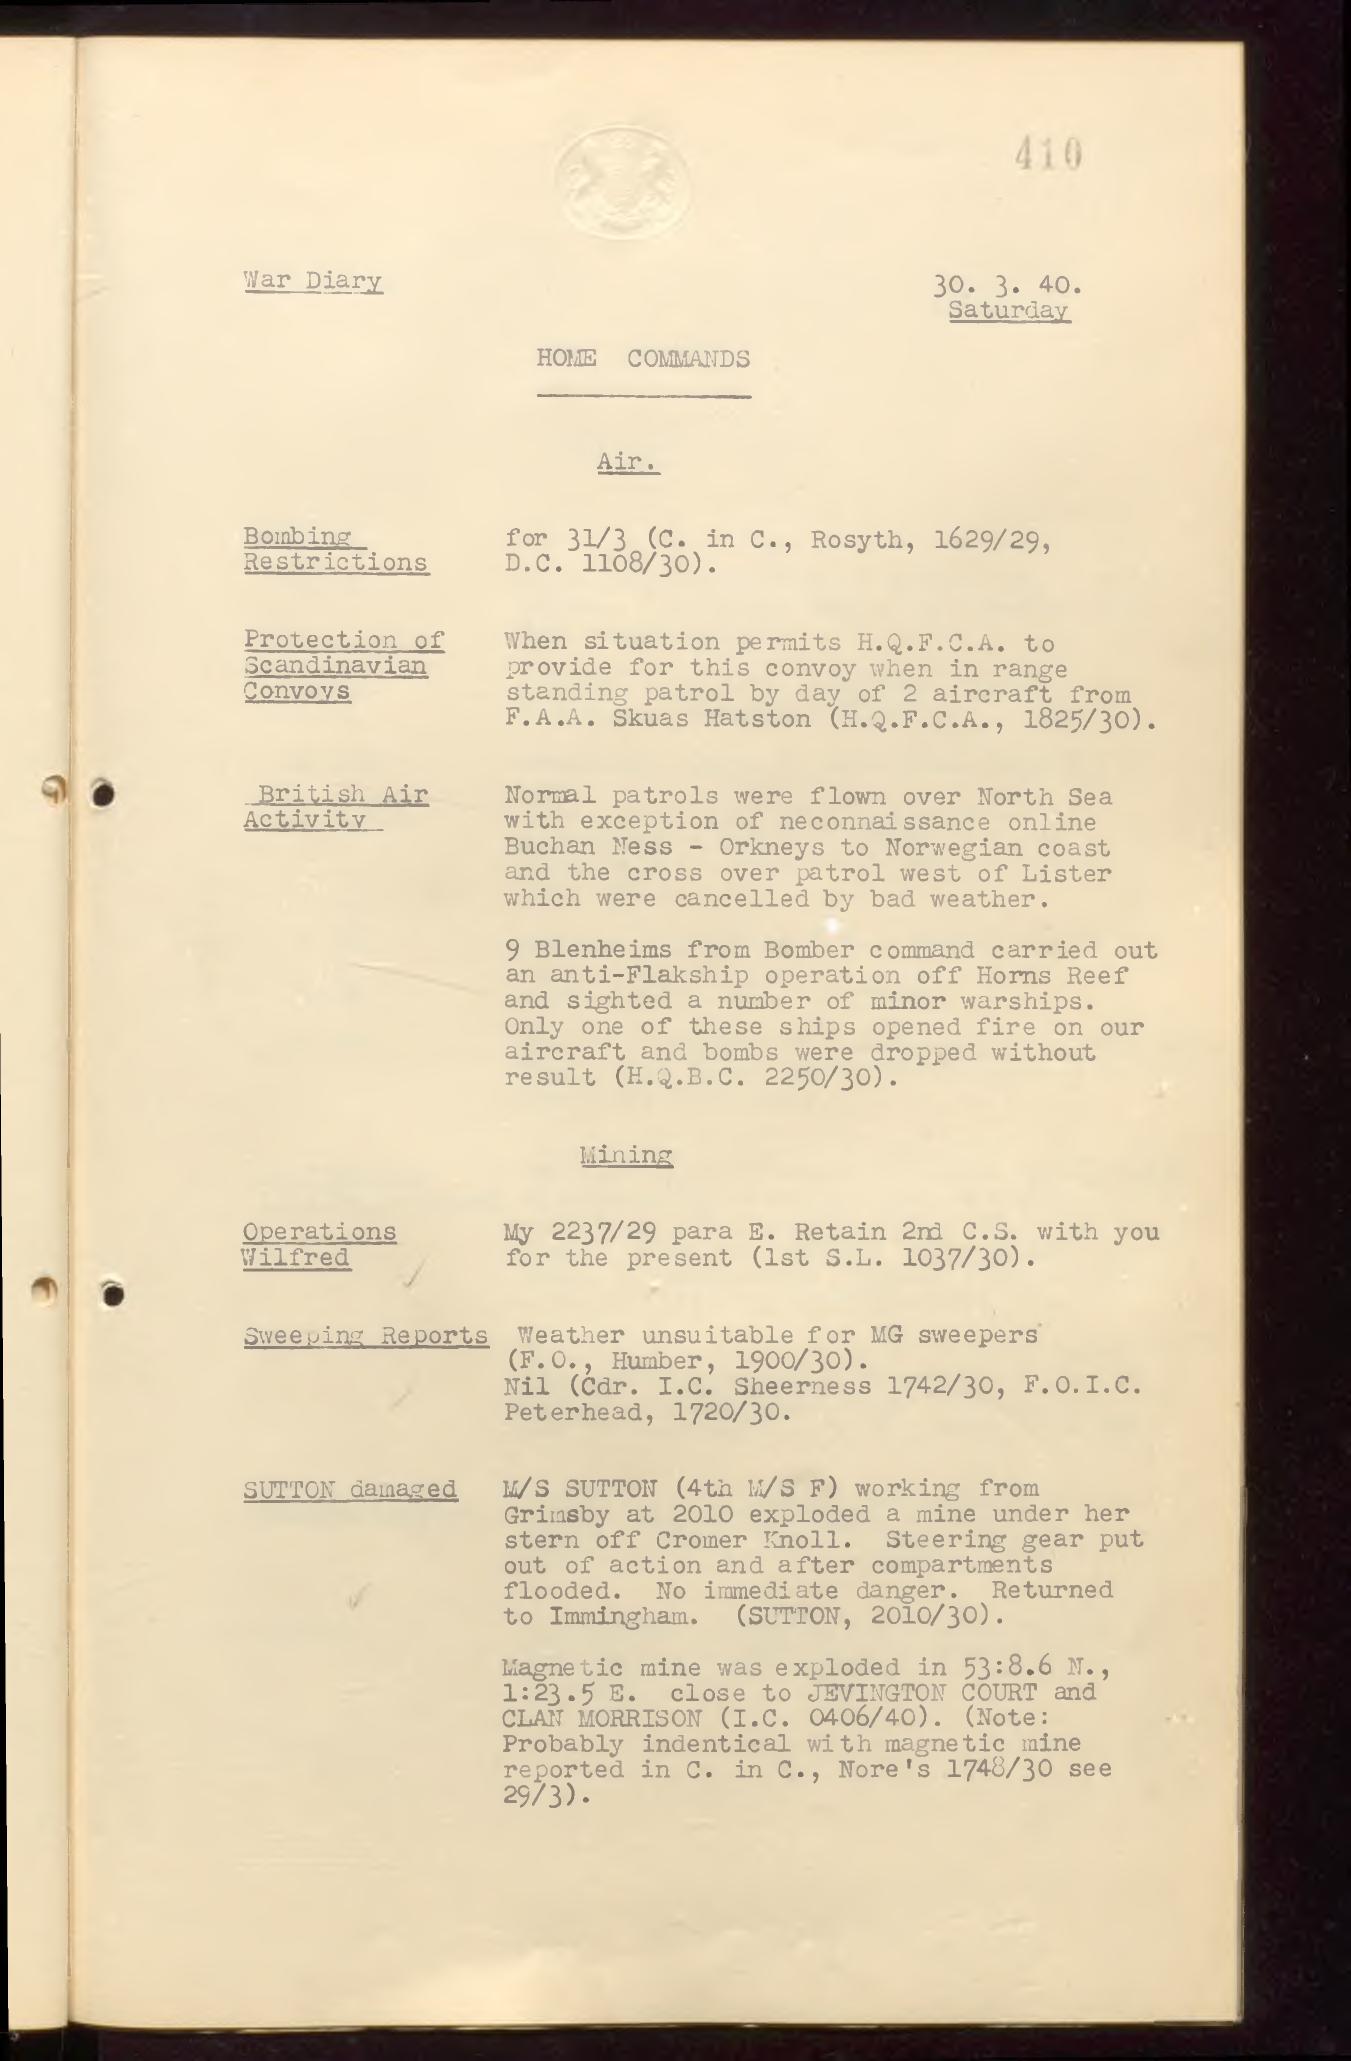 410
War Diary
30. 3. 40.
Saturday
HOME COMMANDS
Air.
Bombing
Restrictions
for 31/3 (C. in C., Rosyth, 1629/29,
D.C. 1108/30).
Protection of
Scandinavian
Convoys
When situation permits H.Q.F.C.A. to
provide for this convoy when in range
standing patrol by day of 2 aircraft from
F.A.A. Skuas Hatston (H.Q.F.C.A., 1825/30).
British Air
Activity
Normal patrols were flown over North Sea
with exception of neconnaissance online
Buchan Ness - Orkneys to Norwegian coast
and the cross over patrol west of Lister
which were cancelled by bad weather.
9 Blenheims from Bomber command carried out
an anti-Flakship operation off Horns Reef
and sighted a number of minor warships.
Only one of these ships opened fire on our
aircraft and bombs were dropped without
result (H.Q.B.C. 2250/30).
Mining
Operations
Wilfred
My 2237/29 para E. Retain 2nd C.S. with you
for the present (1st S.L. 1037/30).
Sweeping Reports
Weather unsuitable for MG sweepers
(F.O., Humber, 1900/30).
Nil (Cdr. I.C. Sheerness 1742/30, F.O.I.C.
Peterhead, 1720/30.
SUTTON damaged
M/S SUTTON (4th M/S F) working from
Grimsby at 2010 exploded a mine under her
stern off Cromer Knoll. Steering gear put
out of action and after compartments
flooded. No immediate danger. Returned
to Immingham. (SUTTON, 2010/30).
Magnetic mine was exploded in 53:8.6 N.,
1:23.5 E. close to JEVINGTON COURT and
CLAN MORRISON (I.C. 0406/40). (Note:
Probably indentical with magnetic mine
reported in C. in C., Nore's 1748/30 see
29/3).